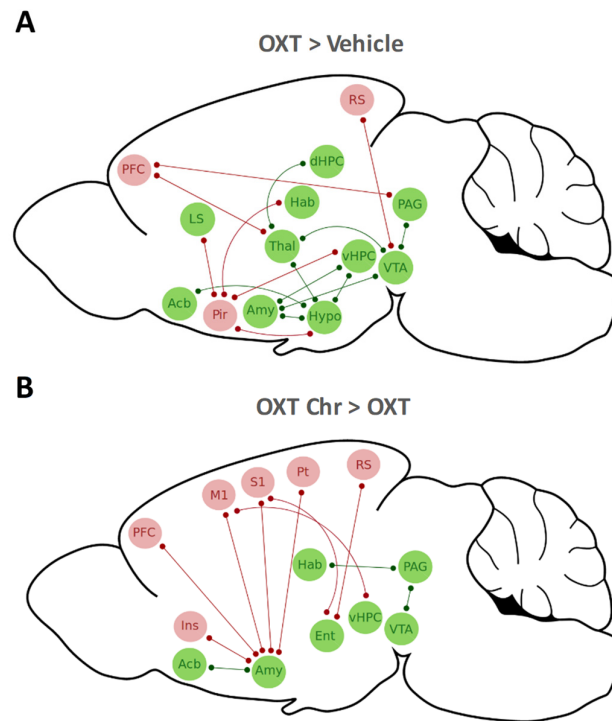 A
OXT > Vehicle
RS
PFC
dHPC
Hab
LS
PAG
Thal
vHPC
VTA
Acb
Pir
Amy
Hypo
B
OXT Chr > OXT
M1
S1
Pt
RS
PFC
Hab
PAG
Ins
Ent
vHPC
VTA
Acb
Amy